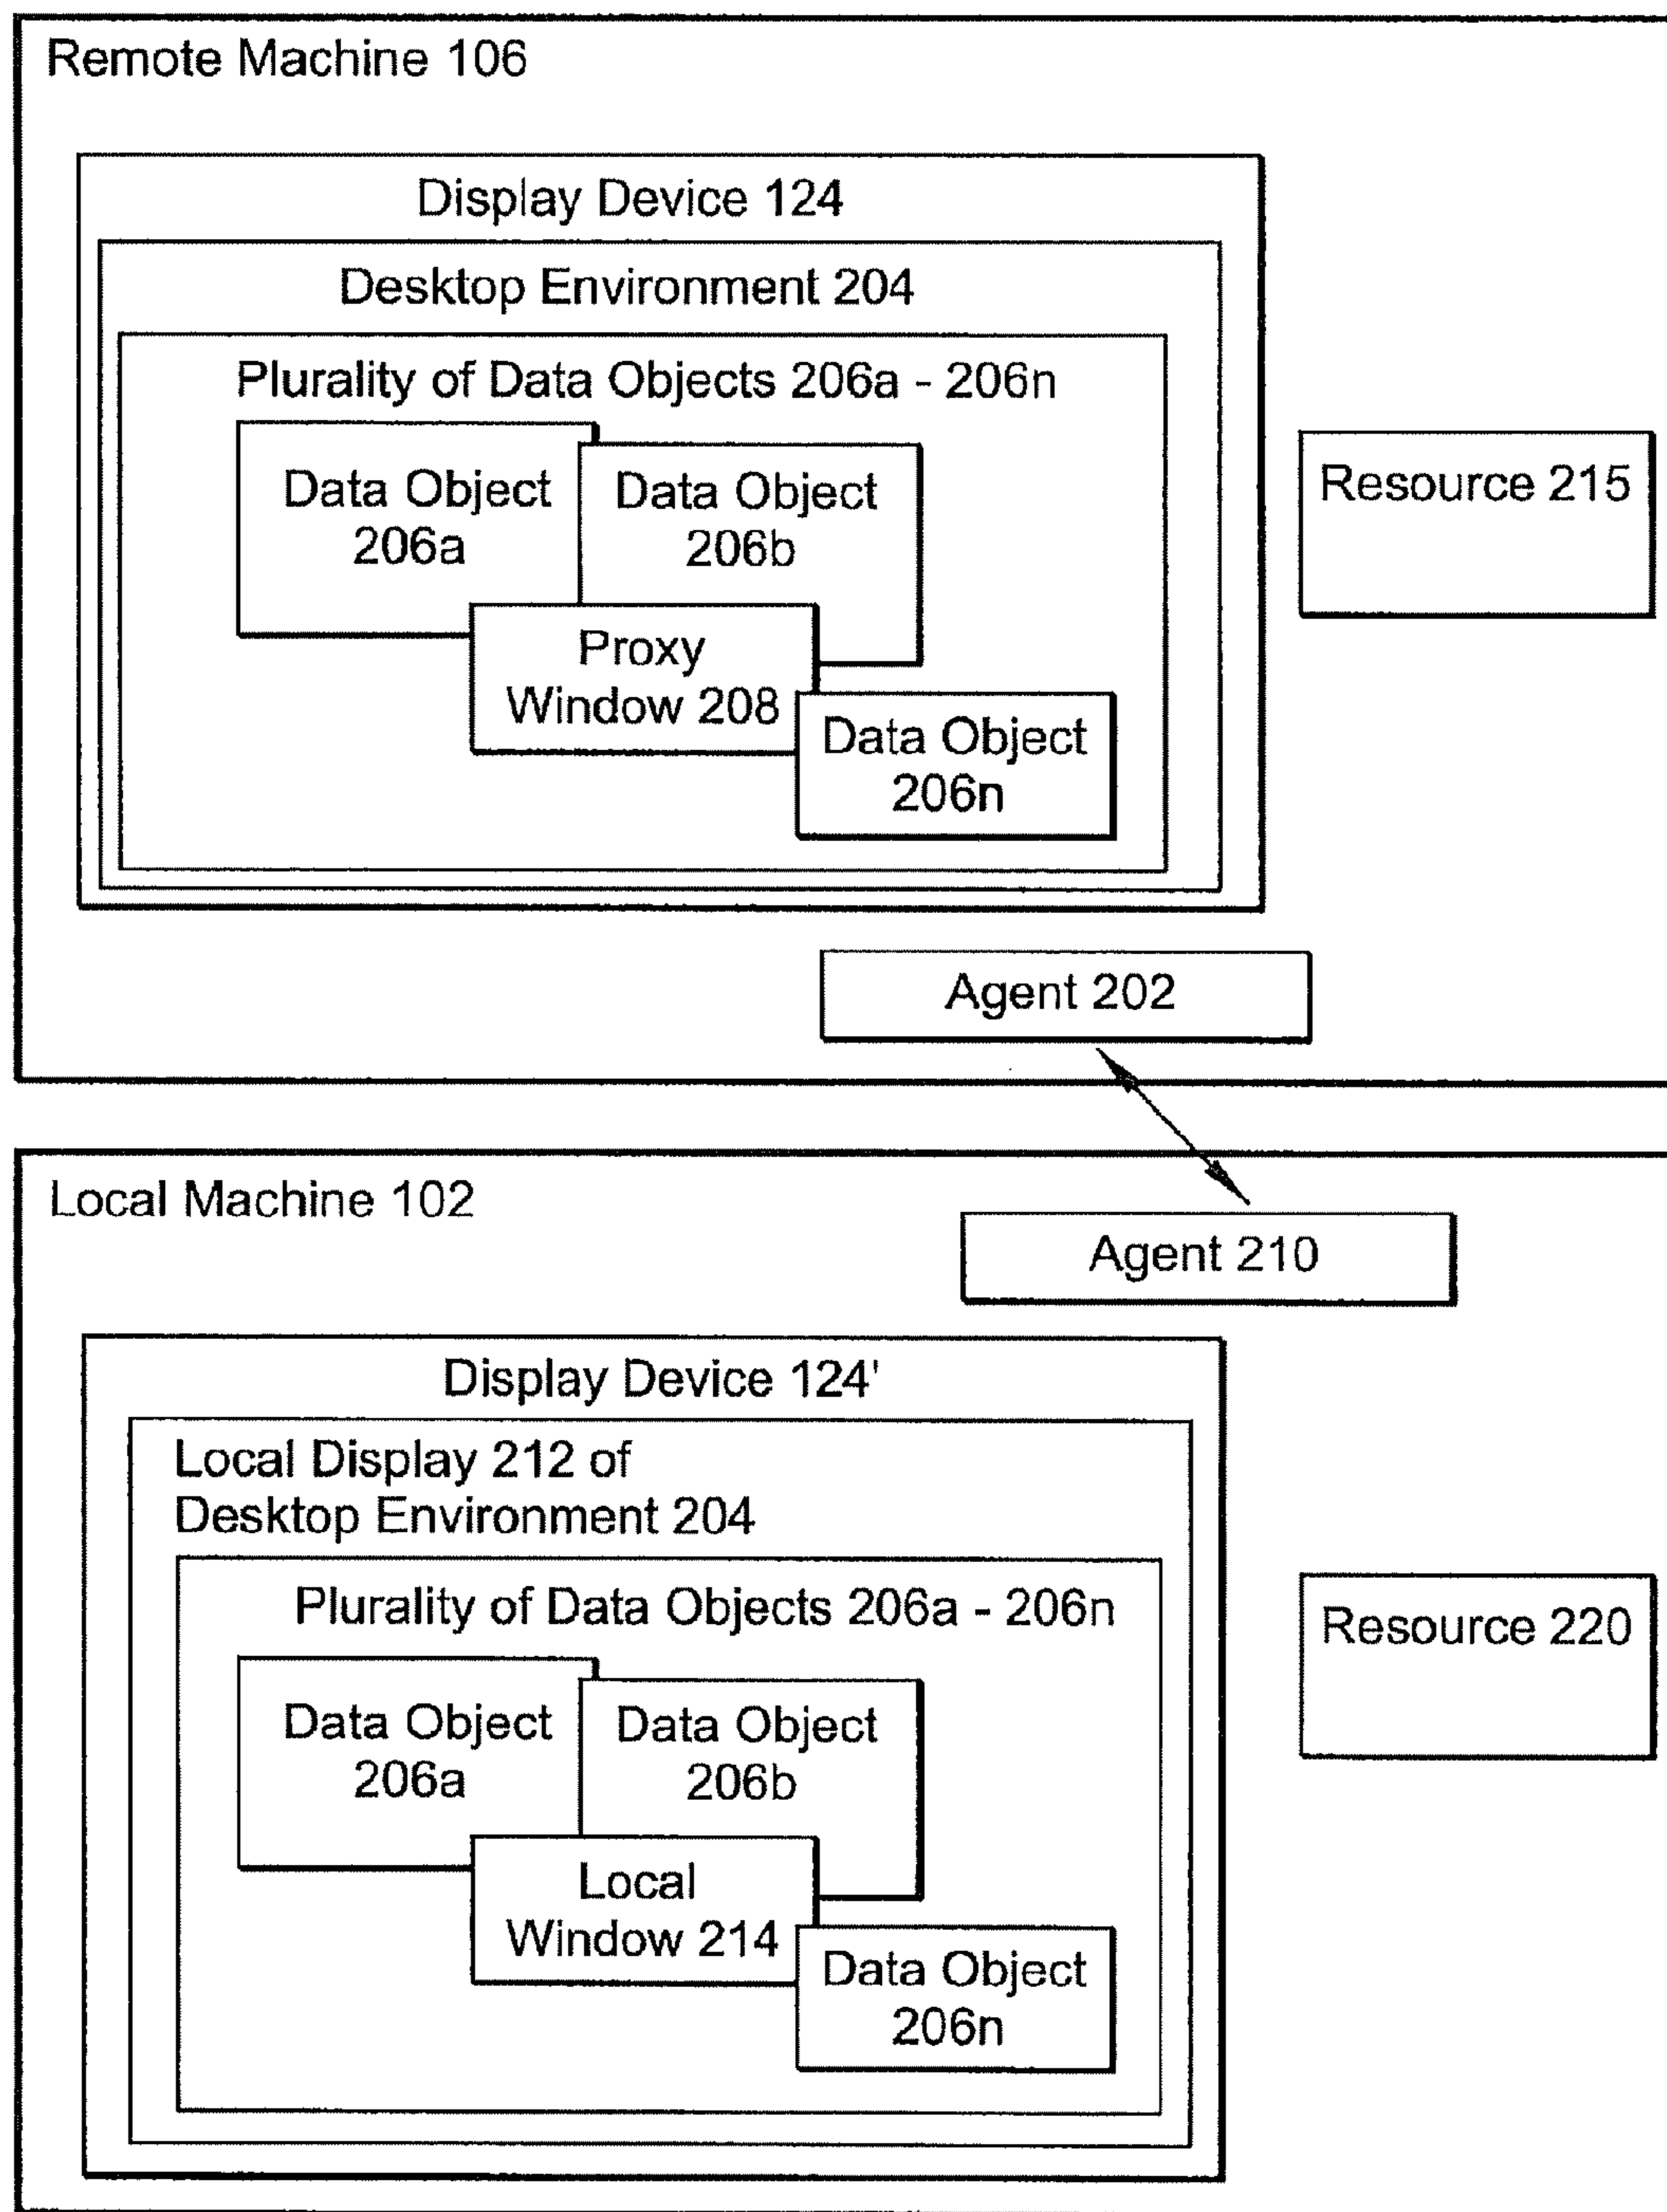 Remote Machine 106
Display Device 124
Desktop Environment 204
Plurality of Data Objects 206a - 206n
Data Object
206a
Data Object
206b
Resource 215
Proxy
Window 208
Data Object
206n
Agent 202
Local Machine 102
Agent 210
Display Device 124'
Local Display 212 of
Desktop Environment 204
Plurality of Data Objects 206a - 206n
Resource 220
Data Object
206a
Data Object
206b
Local
Window 214
Data Object
206n